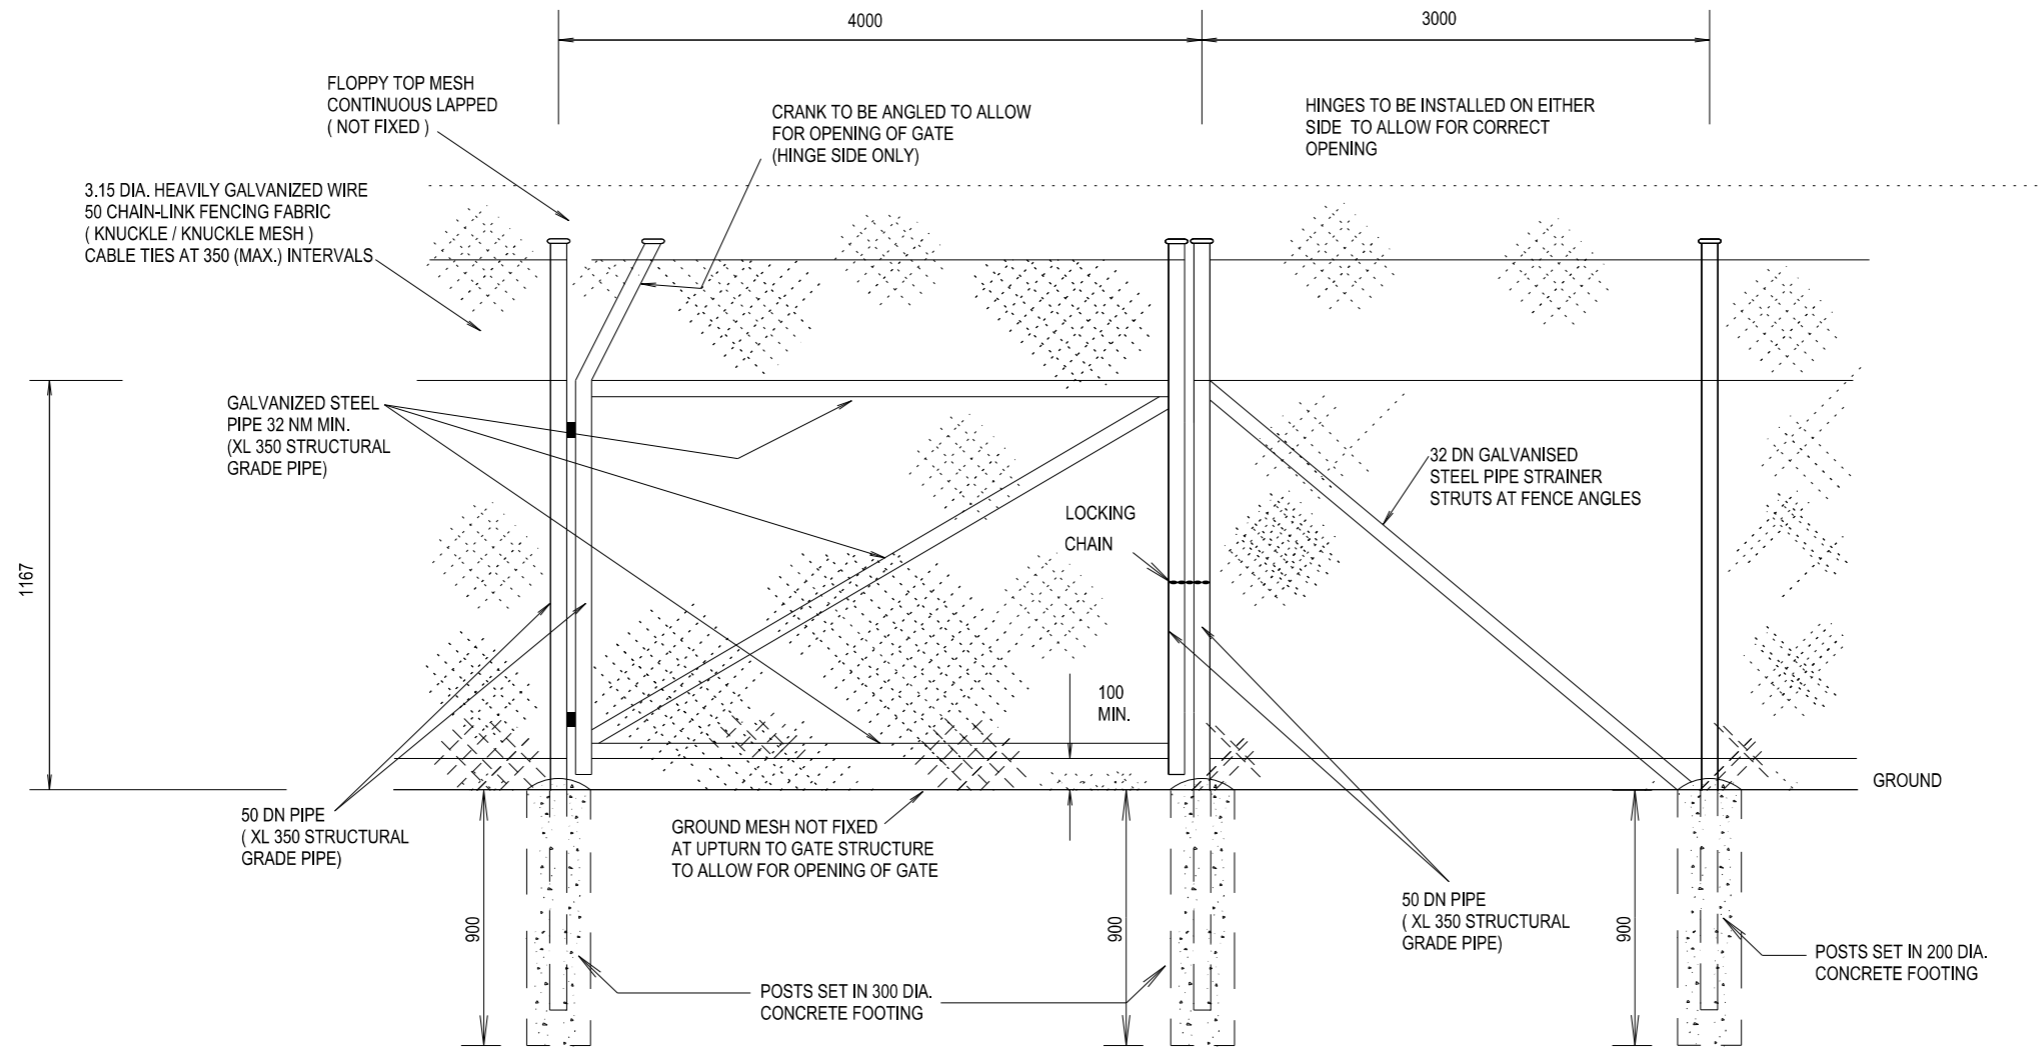 4000
3000
FLOPPY TOP MESH
CONTINUOUS LAPPED
( NOT FIXED )
CRANK TO BE ANGLED TO ALLOW
FOR OPENING OF GATE
(HINGE SIDE ONLY)
HINGES TO BE INSTALLED ON EITHER
SIDE TO ALLOW FOR CORRECT
OPENING
3.15 DIA. HEAVILY GALVANIZED WIRE
50 CHAIN-LINK FENCING FABRIC
( KNUCKLE / KNUCKLE MESH )
CABLE TIES AT 350 (MAX.) INTERVALS
GALVANIZED STEEL
PIPE 32 NM MIN.
(XL 350 STRUCTURAL
GRADE PIPE)
32 DN GALVANISED
STEEL PIPE STRAINER
STRUTS AT FENCE ANGLES
LOCKING
CHAIN
1167
100
MIN.
GROUND
50 DN PIPE
( XL 350 STRUCTURAL
GRADE PIPE)
GROUND MESH NOT FIXED
AT UPTURN TO GATE STRUCTURE
TO ALLOW FOR OPENING OF GATE
50 DN PIPE
( XL 350 STRUCTURAL
GRADE PIPE)
900
900
900
POSTS SET IN 200 DIA.
CONCRETE FOOTING
POSTS SET IN 300 DIA.
CONCRETE FOOTING